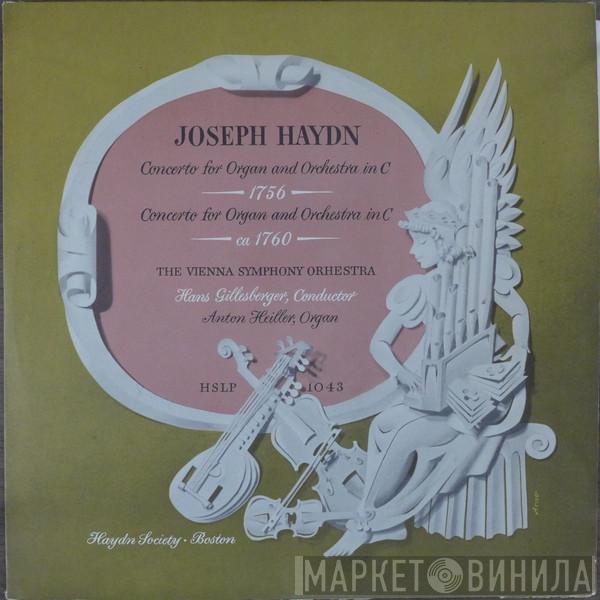 JOSEPH HAYDN
Concerto for Organ and Orchestra in C
1756
Concerto for Organ and Orchestra in C
ca 1760
THE VIENNA SYMPHONY ORHESTRA
Hans Gillesberger, Conductor
Anton Heiller, Organ
HSLP 1043
Haydn Society · Boston
МАРКЕТ ВИНИЛА